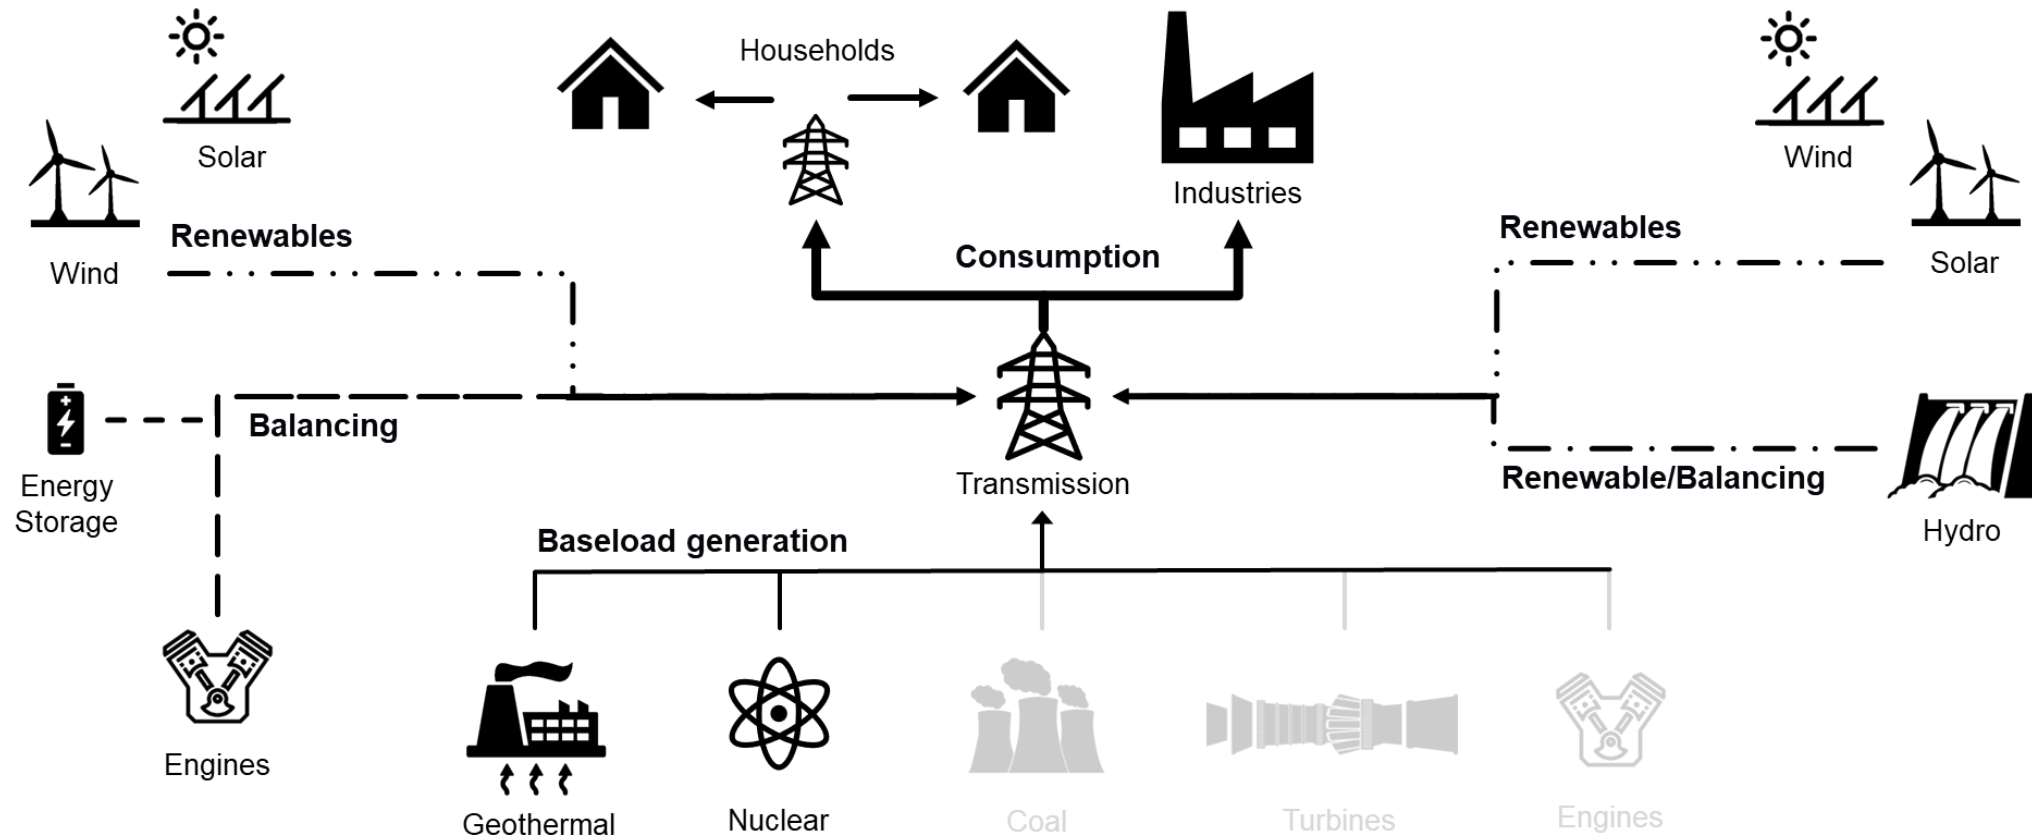 Households
Solar
Wind
Industries
Renewables
Renewables
Consumption
Wind
Solar
Balancing
Energy
Storage
Transmission
Renewable/Balancing
Hydro
Baseload generation
Engines
Geothermal
Nuclear
Coal
Turbines
Engines